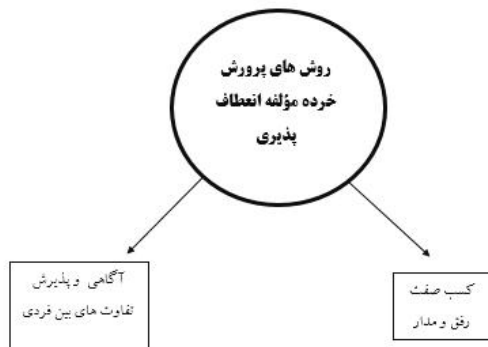 روش های پرورش
خرده مؤلفه انعطاف
پذیری
کسب صفت
رفق و مدار
آگاهی و پذیرش
تفاوت های بین فردی